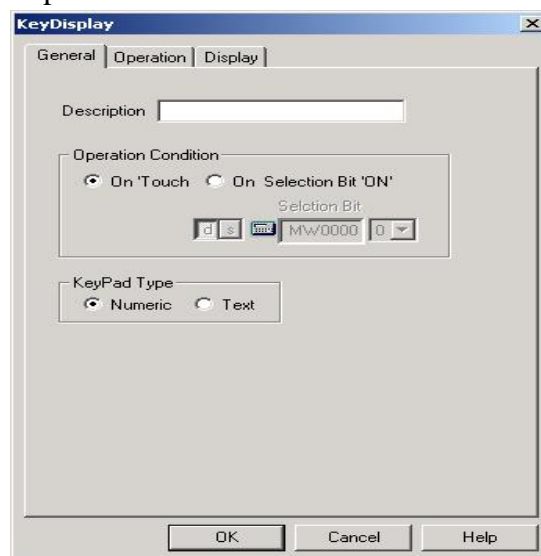 KeyDisplay
General Operation Display
Description
Operation Condition
On 'Touch On Selection Bit 'ON'
Selction Bit
d s MW0000 0
KeyPad Type
Numeric Text
OK Cancel Help